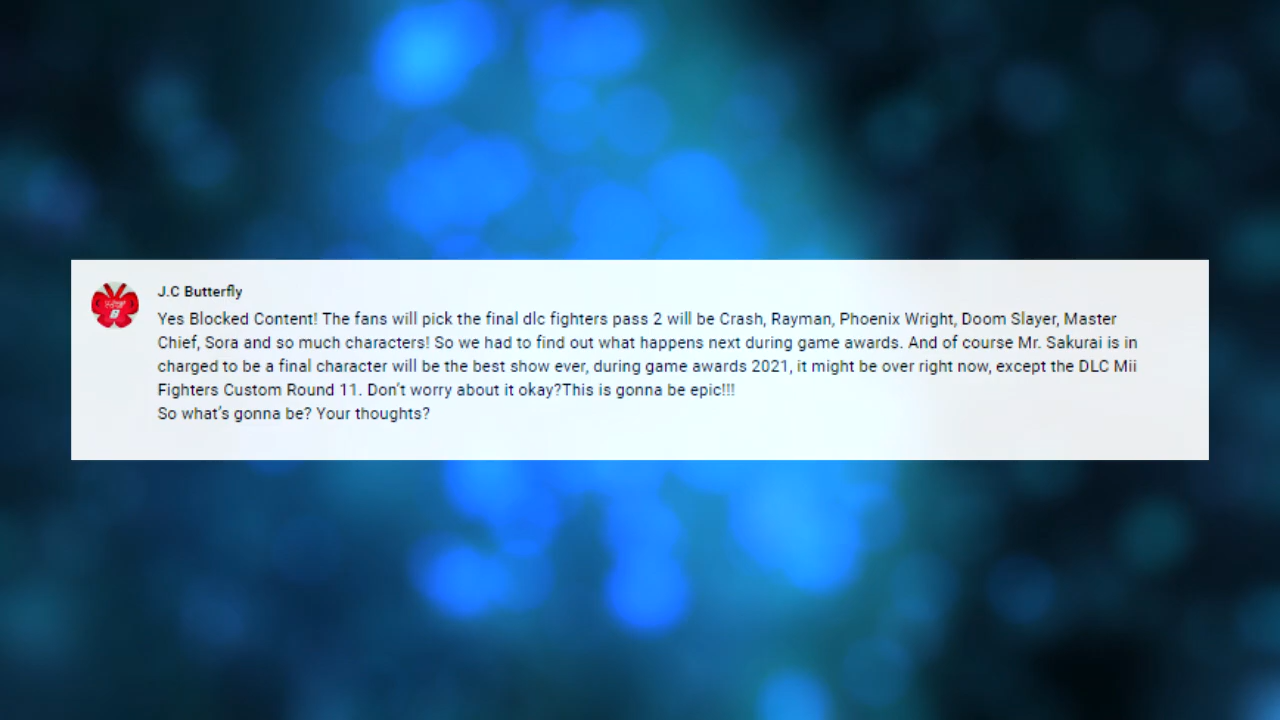 J.C Butterfly
Yes Blocked Content! The fans will pick the final dlc fighters pass 2 will be Crash, Rayman, Phoenix Wright, Doom Slayer, Master
Chief, Sora and so much characters! So we had to find out what happens next during game awards. And of course Mr. Sakurai is in
charged to be a final character will be the best show ever, during game awards 2021, it might be over right now, except the DLC Mii
Fighters Custom Round 11. Don't worry about it okay?This is gonna be epic!!!
So what's gonna be? Your thoughts?